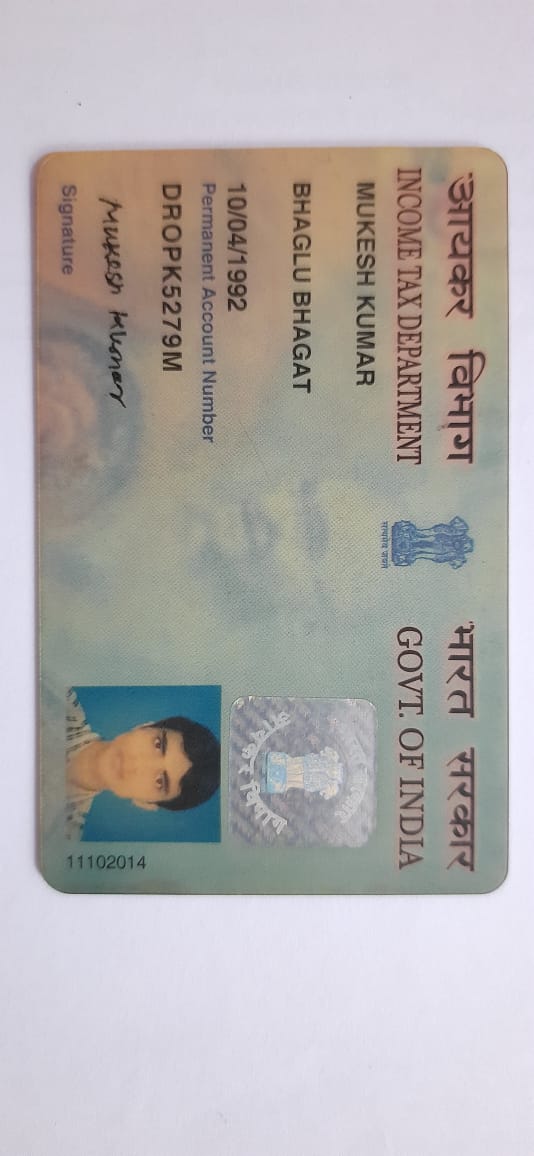 आयकर विभाग भारत सरकार
INCOME TAX DEPARTMENT GOVT. OF INDIA
सत्यमेव जयते
MUKESH KUMAR
BHAGLU BHAGAT
10/04/1992
Permanent Account Number
DROPK5279M
Mukesh Kumar
Signature
11102014